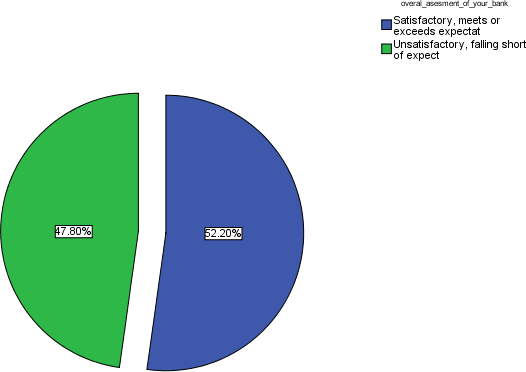 overal_asesment_of_your_bank
Satisfactory, meets or
exceeds expectat
Unsatisfactory, falling short
of expect
47.80%
52.20%